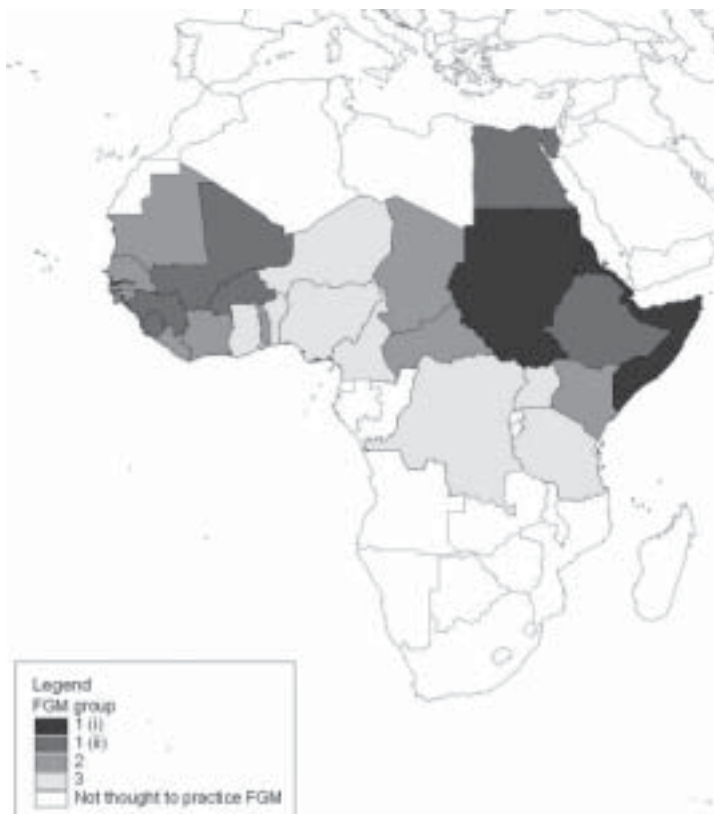 Legend
FGM group
1 (i)
1 (ii)
2
3
Not thought to practice FGM